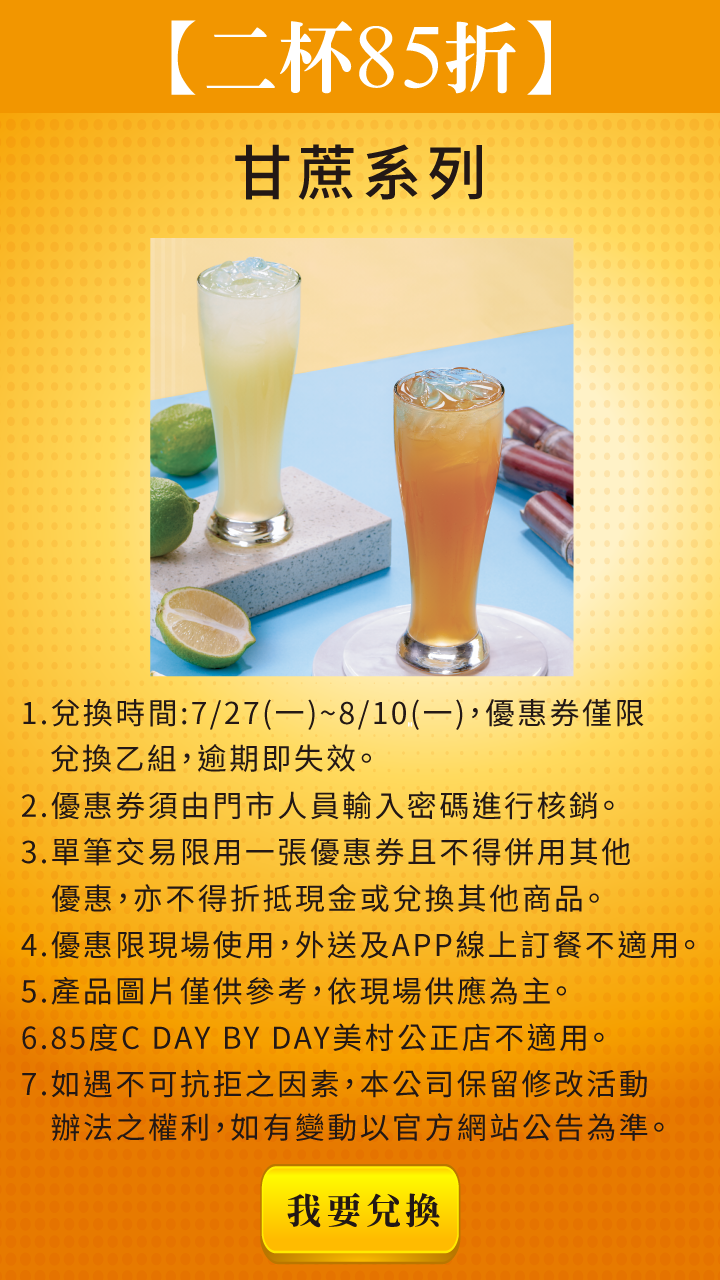 【二杯85折】
甘蔗系列
1.兌換時間:7/27(一)~8/10(一),優惠券僅限
兌換乙組,逾期即失效。
2.優惠券須由門市人員輸入密碼進行核銷。
3.單筆交易限用一張優惠券且不得併用其他
優惠,亦不得折抵現金或兌換其他商品。
4.優惠限現場使用,外送及APP線上訂餐不適用。
5.產品圖片僅供參考,依現場供應為主。
6.85度C DAY BY DAY美村公正店不適用。
7.如遇不可抗拒之因素,本公司保留修改活動
辦法之權利,如有變動以官方網站公告為準。
我要兌換